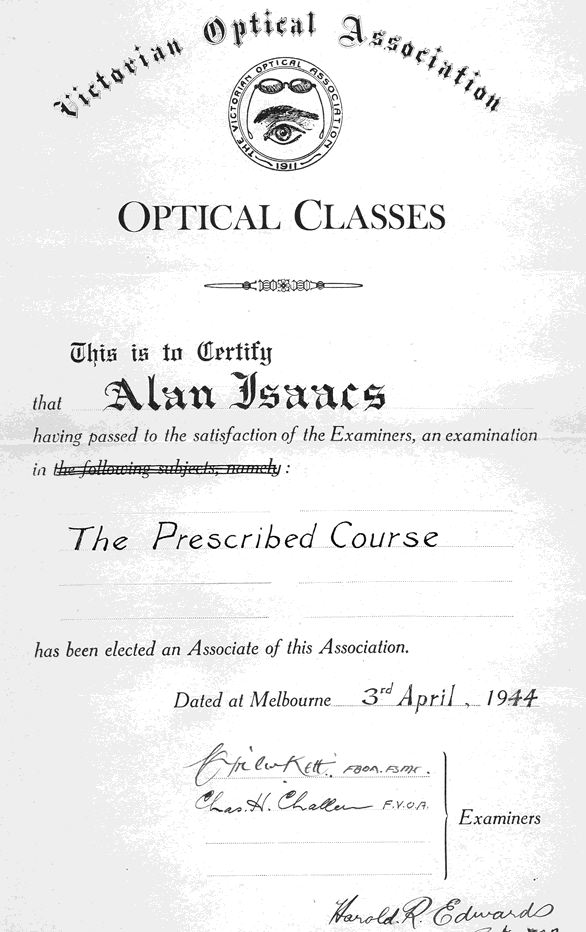 Victorian Optical Association
THE VICTORIAN OPTICAL ASSOCIATION
1911
OPTICAL CLASSES
This is to Certify
that Alan Isaacs
having passed to the satisfaction of the Examiners, an examination
in the following subjects, namely :
The Prescribed Course
has been elected an Associate of this Association.
Dated at Melbourne 3rd April, 1944
Chas. H. Challen F.V.O.A.
Examiners
Harold. R. Edwards